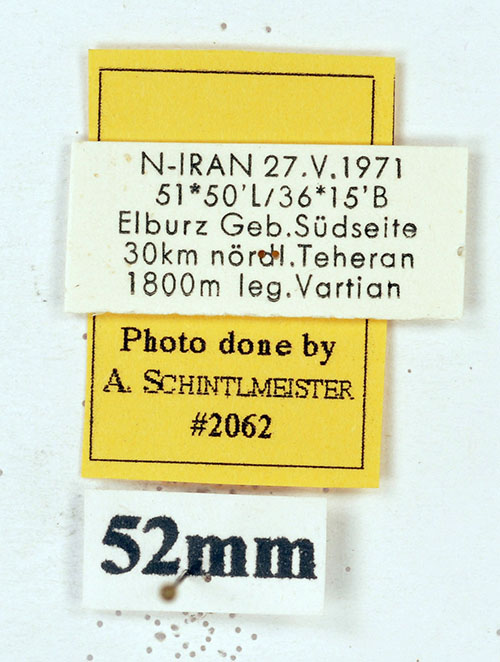 N-IRAN 27.V.1971
51*50'L/36*15'B
Elburz Geb.Südseite
30km nördl.Teheran
1800m leg.Vartian
Photo done by
A. SCHINTLMEISTER
#2062
52mm